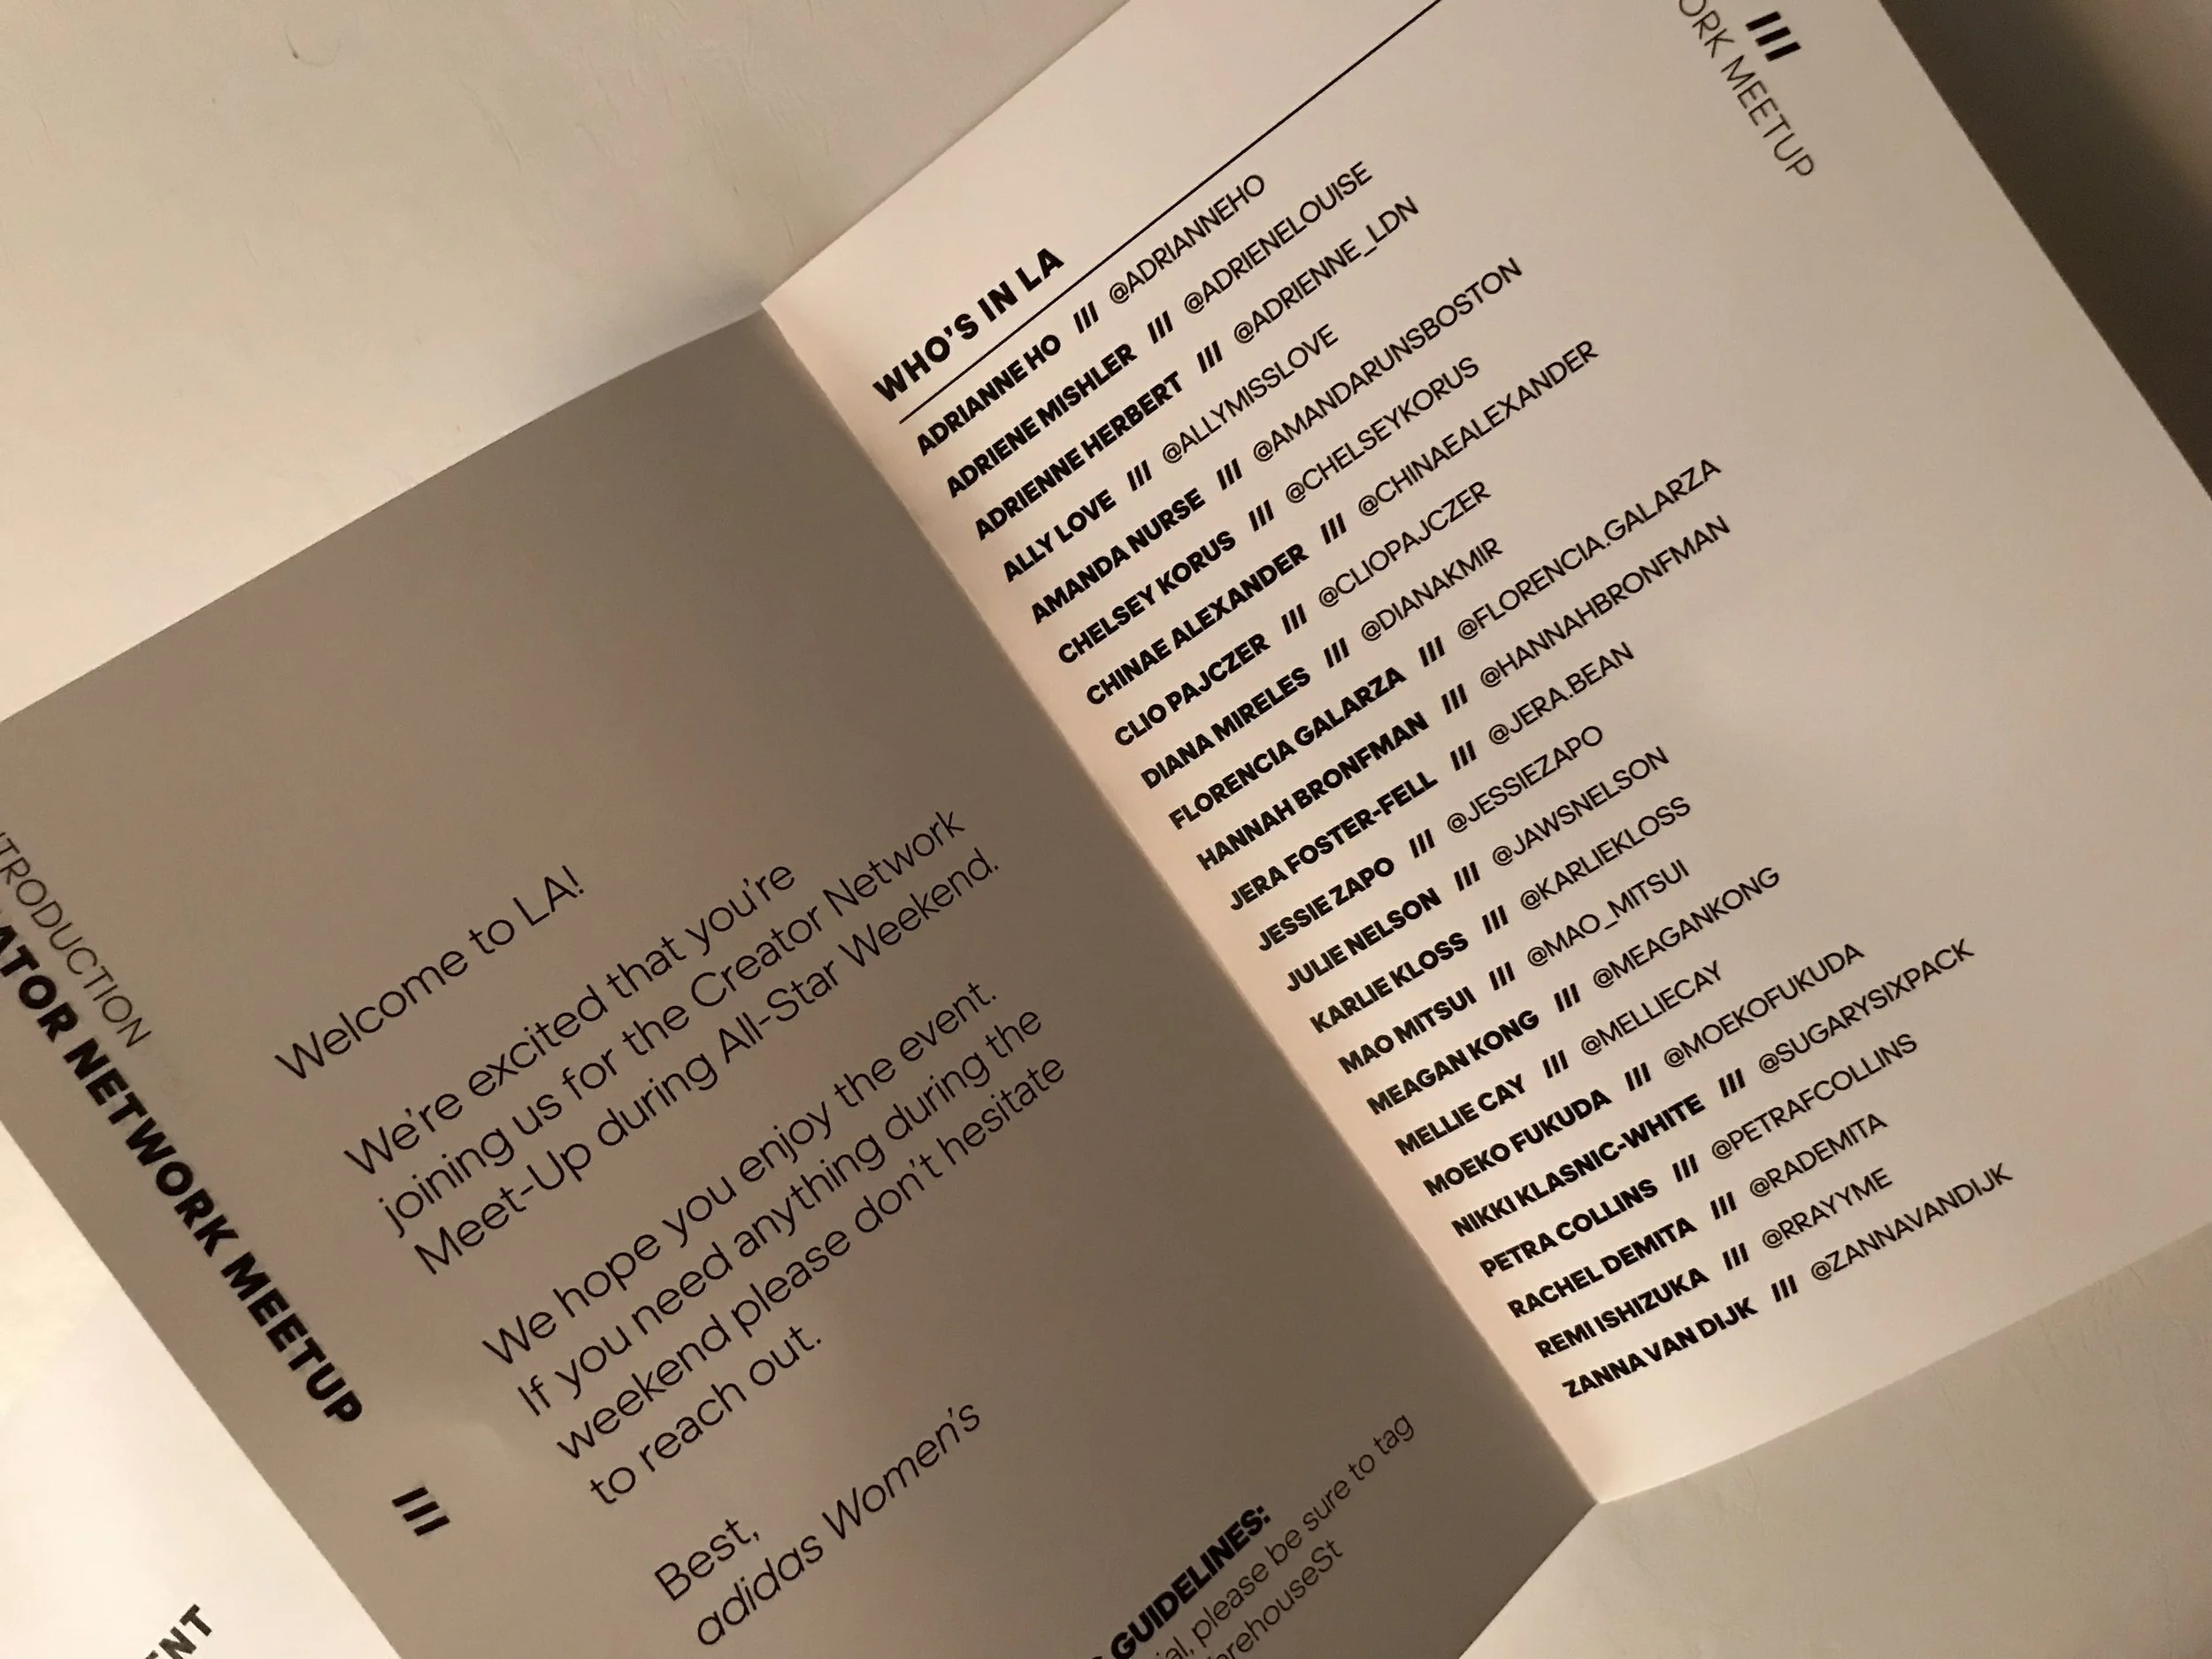 INTRODUCTION
NETWORK MEETUP
Welcome to LA!
We're excited that you're
joining us for the Creator Network
Meet-Up during All-Star Weekend.
We hope you enjoy the event.
If you need anything during the
weekend please don't hesitate
to reach out.
Best,
adidas Women's
GUIDELINES:
please be sure to tag
MEETUP
WHO'S IN LA
ADRIANNE HO /// @ADRIANNEHO
ADRIENE MISHLER /// @ADRIENELOUISE
ADRIENNE HERBERT /// @ADRIENNE_LDN
ALLY LOVE /// @ALLYMISSLOVE
AMANDA NURSE /// @AMANDARUNSBOSTON
CHELSEY KORUS /// @CHELSEYKORUS
CHINAE ALEXANDER /// @CHINAEALEXANDER
CLIO PAJCZER /// @CLIOPAJCZER
DIANA MIRELES /// @DIANAKMIR
FLORENCIA GALARZA /// @FLORENCIA.GALARZA
HANNAH BRONFMAN /// @HANNAHBRONFMAN
JERA FOSTER-FELL /// @JERA.BEAN
JESSIE ZAPO /// @JESSIEZAPO
JULIE NELSON /// @JAWSNELSON
KARLIE KLOSS /// @KARLIEKLOSS
MAO MITSUI /// @MAO_MITSUI
MEAGAN KONG /// @MEAGANKONG
MELLIE CAY /// @MELLIECAY
MOEKO FUKUDA /// @MOEKOFUKUDA
NIKKI KLASNIC-WHITE /// @SUGARYSIXPACK
PETRA COLLINS /// @PETRAFCOLLINS
RACHEL DEMITA /// @RADEMITA
REMI ISHIZUKA /// @RRAYYME
ZANNA VAN DIJK /// @ZANNAVANDIJK